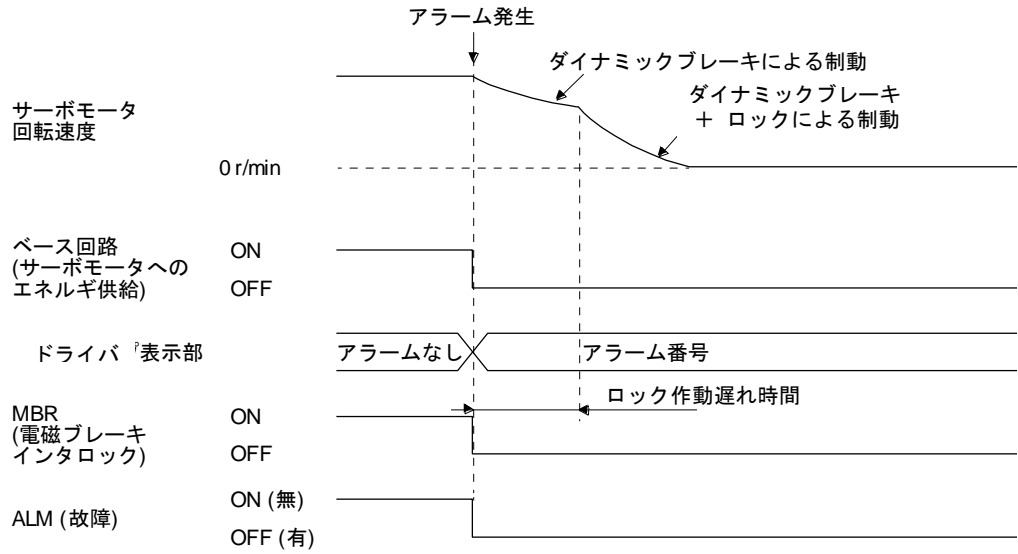 アラーム発生
ダイナミックブレーキによる制動
ダイナミックブレーキ
＋ ロックによる制動
サーボモータ
回転速度
0 r/min
ベース回路
(サーボモータへの
エネルギ供給)
ON
OFF
ドライバ 『表示部
アラームなし
アラーム番号
ロック作動遅れ時間
MBR
(電磁ブレーキ
インタロック)
ON
OFF
ALM (故障)
ON (無)
OFF (有)